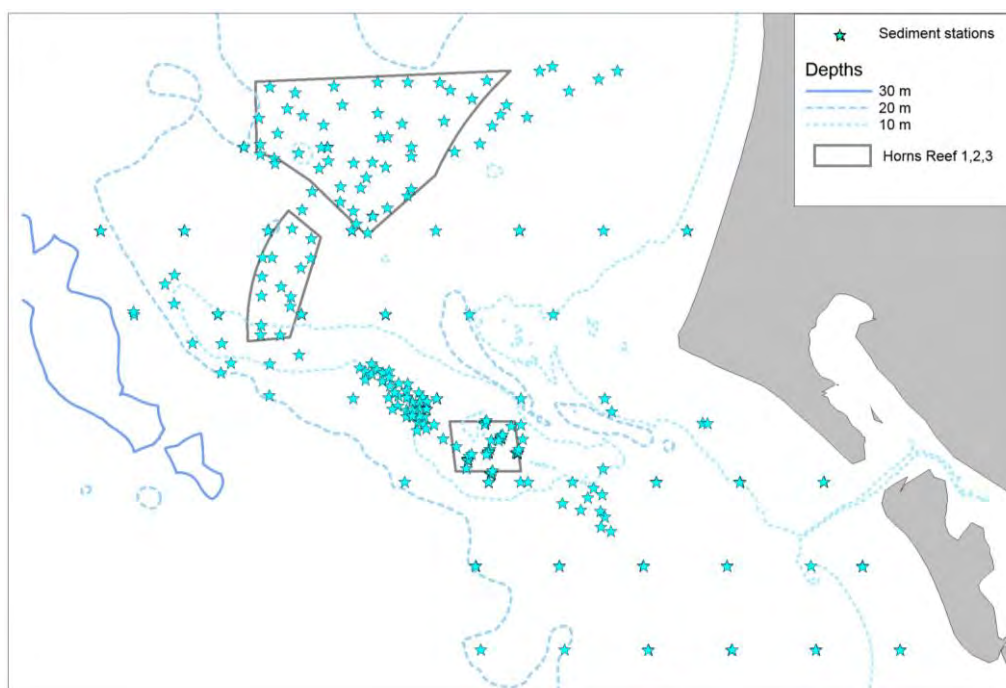 Sediment stations
Depths
30 m
20 m
10 m
Horns Reef 1,2,3